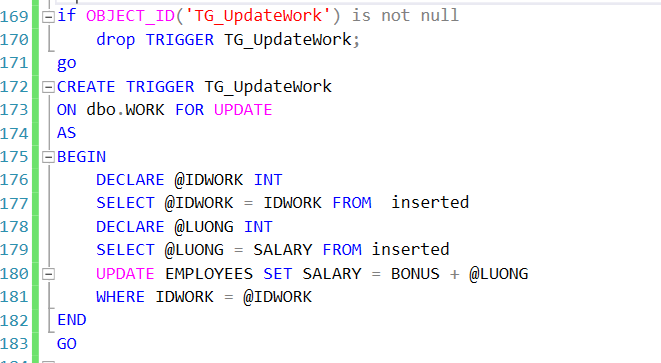 169 if OBJECT_ID('TG_UpdateWork') is not null
170 drop TRIGGER TG_UpdateWork;
171 go
172 CREATE TRIGGER TG_UpdateWork
173 ON dbo.WORK FOR UPDATE
174 AS
175 BEGIN
176 DECLARE @IDWORK INT
177 SELECT @IDWORK = IDWORK FROM  inserted
178 DECLARE @LUONG INT
179 SELECT @LUONG = SALARY FROM inserted
180 UPDATE EMPLOYEES SET SALARY = BONUS + @LUONG
181 WHERE IDWORK = @IDWORK
182 END
183 GO